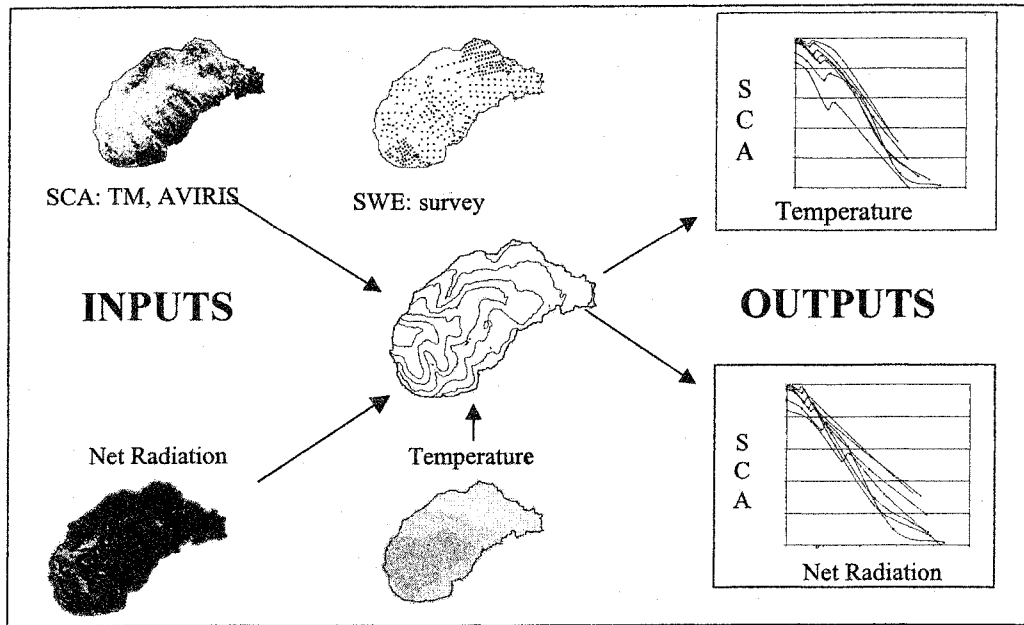 SCA: TM, AVIRIS
SWE: survey
S
C
A
Temperature
INPUTS
OUTPUTS
Net Radiation
Temperature
S
C
A
Net Radiation